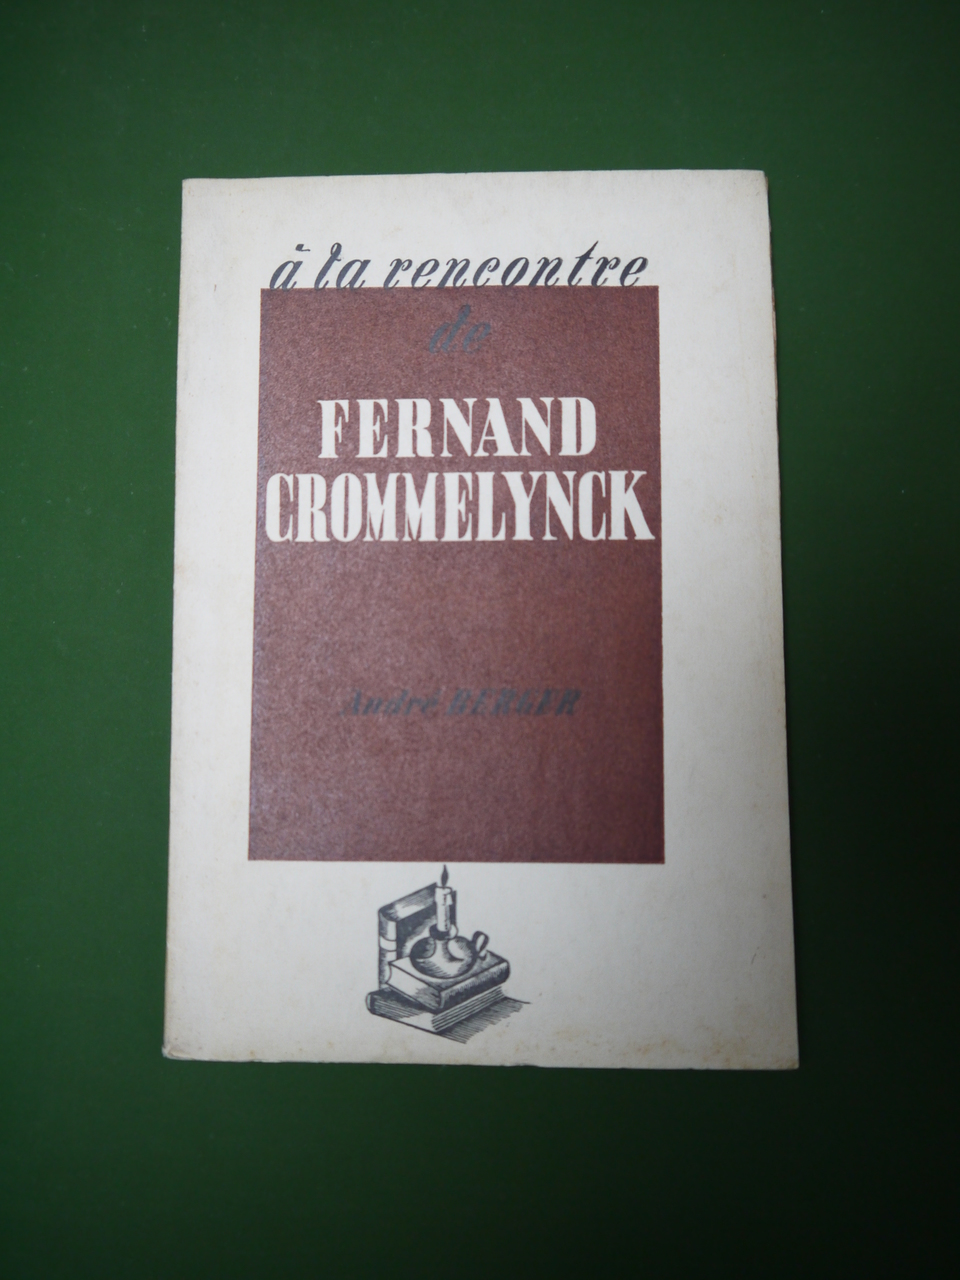 à la rencontre
de
FERNAND
CROMMELYNCK
André BERGER